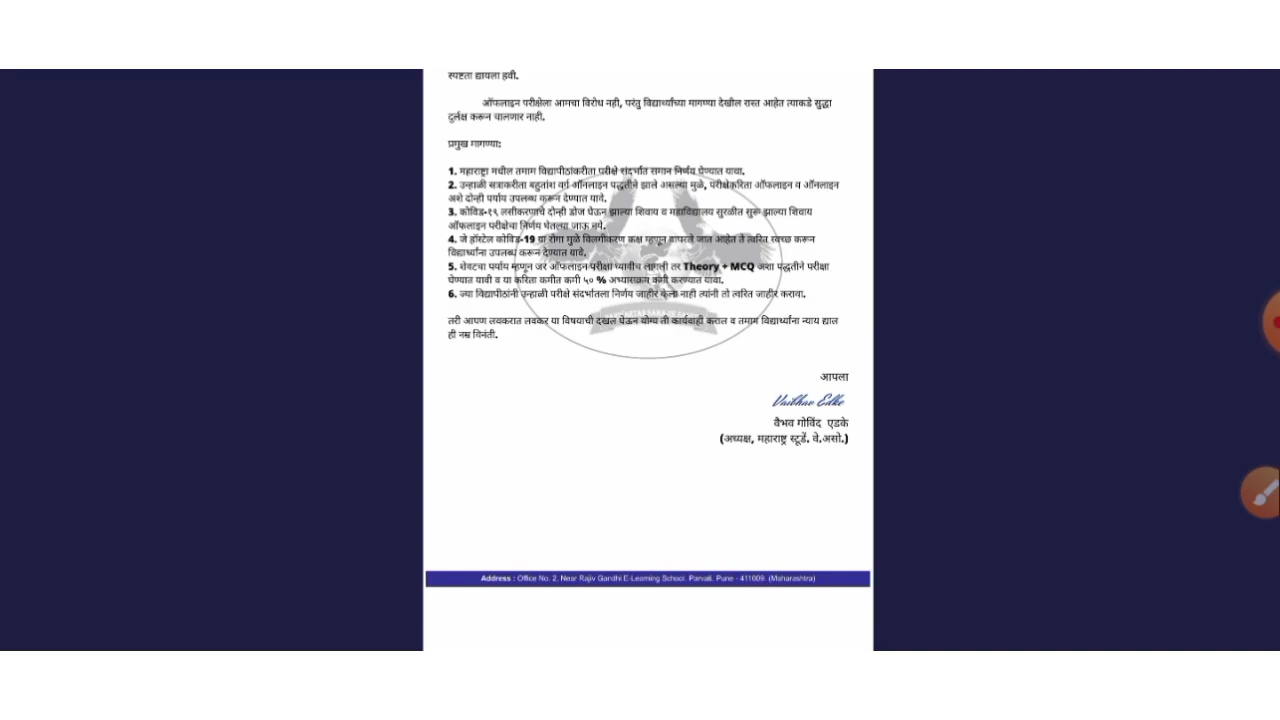 स्पष्टता द्यायला हवी.
ऑफलाइन परीक्षेला आमचा विरोध नही, परंतु विद्यार्थ्यांच्या मागण्या देखील रास्त आहेत त्याकडे सुद्धा
दुर्लक्ष करून चालणार नाही.
प्रमुख मागण्या:
1. महाराष्ट्रा मधील तमाम विद्यापीठांकरीता परीक्षे संदर्भात समान निर्णय घेण्यात यावा.
2. उन्हाळी सत्राकरीता बहुतांश वर्ग ऑनलाइन पद्धतीने झाले असल्या मुळे, परीक्षेकरिता ऑफलाइन व ऑनलाइन
अशे दोन्ही पर्याय उपलब्ध करून देण्यात यावे.
3. कोविड-१९ लसीकरणाचे दोन्ही डोज घेऊन झाल्या शिवाय व महाविद्यालय सुरळीत सुरू झाल्या शिवाय
ऑफलाइन परीक्षेचा निर्णय घेतल्या जाऊ नये.
4. जे हॉस्टेल कोविड-19 या रोगा मुळे विलगीकरण कक्ष म्हणून वापरले जात आहेत ते त्वरित स्वच्छ करून
विद्यार्थ्यांना उपलब्ध करून देण्यात यावे.
5. शेवटचा पर्याय म्हणून जर ऑफलाइन परीक्षा घ्यावीच लागली तर Theory + MCQ अशा पद्धतीने परीक्षा
घेण्यात यावी व या करिता कमीत कमी ५० % अभ्यासक्रम कमी करण्यात यावा.
6. ज्या विद्यापीठांनी उन्हाळी परीक्षे संदर्भातला निर्णय जाहीर केला नाही त्यांनी तो त्वरित जाहीर करावा.
तरी आपण लवकरात लवकर या विषयाची दखल घेऊन योग्य ती कार्यवाही कराल व तमाम विद्यार्थ्यांना न्याय द्याल
ही नम्र विनंती.
आपला
Vaibhav Edke
वैभव गोविंद एडके
(अध्यक्ष, महाराष्ट्र स्टूडें. वे.असो.)
Address : Office No. 2, Near Rajiv Gandhi E-Learning School, Parvati, Pune - 411009. (Maharashtra)